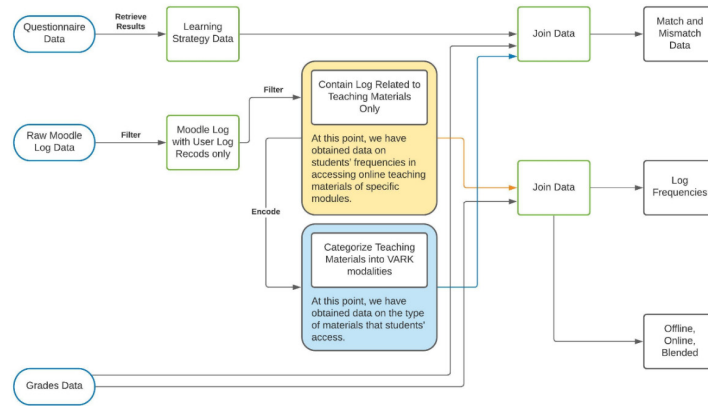 Questionnaire
Data
Retrieve
Results
Learning
Strategy Data
Join Data
Match and
Mismatch
Data
Filter
Contain Log Related to
Teaching Materials
Only
At this point, we have
obtained data on
students' frequencies in
accessing online teaching
materials of specific
modules.
Raw Moodle
Log Data
Filter
Moodle Log
with User Log
Recods only
Join Data
Log
Frequencies
Encode
Categorize Teaching
Materials into VARK
modalities
At this point, we have
obtained data on the type
of materials that students'
access.
Offline,
Online,
Blended
Grades Data